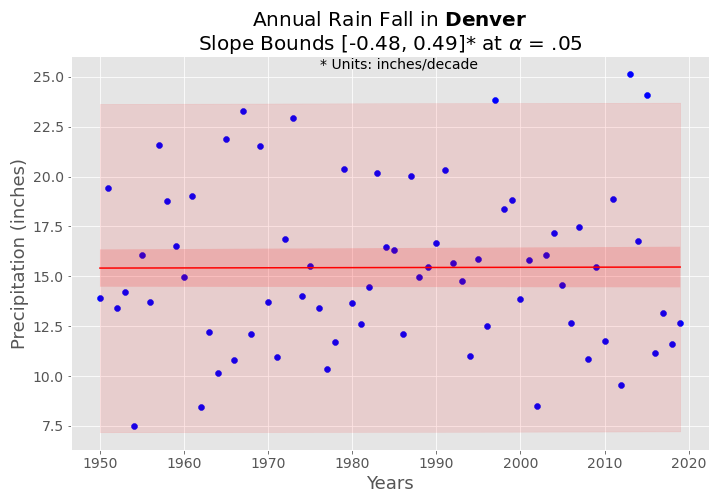 Annual Rain Fall in Denver
Slope Bounds [-0.48, 0.49]* at α = .05
* Units: inches/decade
Precipitation (inches)
25.0
22.5
20.0
17.5
15.0
12.5
10.0
7.5
1950 1960 1970 1980 1990 2000 2010 2020
Years